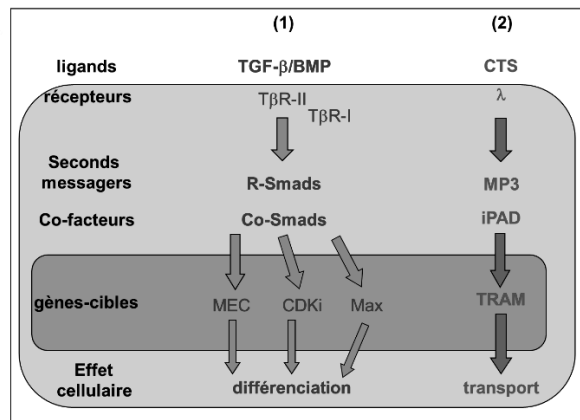 (1) (2)
ligands TGF-β/BMP CTS
récepteurs TβR-II λ
TβR-I
Seconds
messagers R-Smads MP3
Co-facteurs Co-Smads iPAD
gènes-cibles MEC CDKi Max TRAM
Effet
cellulaire différenciation transport